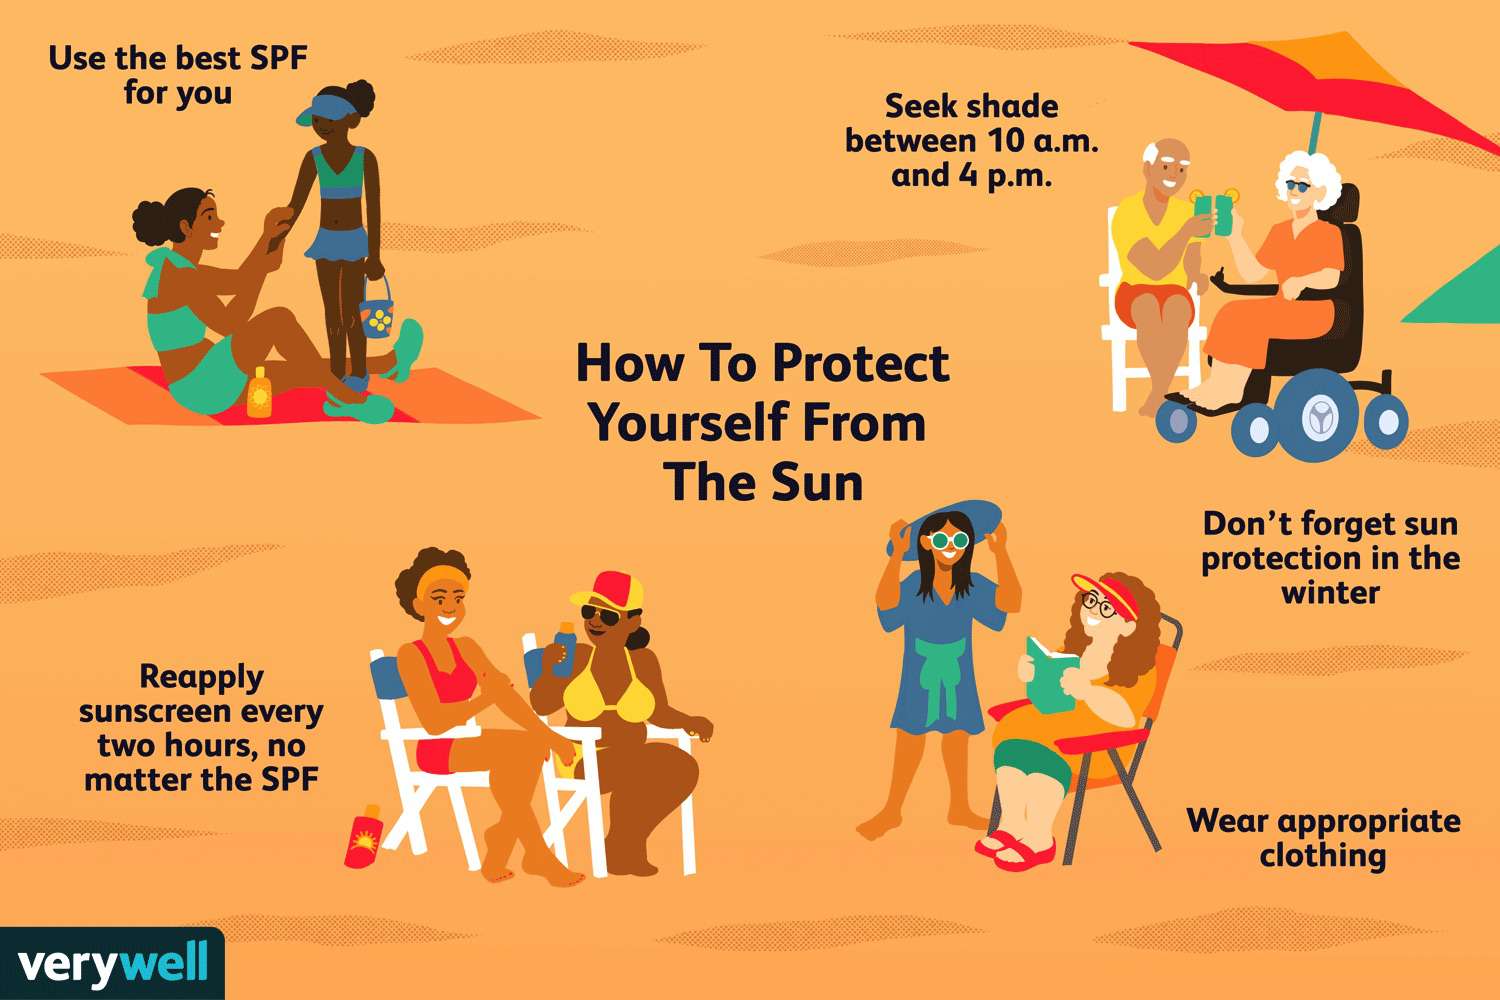 Use the best SPF
for you
Seek shade
between 10 a.m.
and 4 p.m.
How To Protect
Yourself From
The Sun
Don't forget sun
protection in the
winter
Reapply
sunscreen every
two hours, no
matter the SPF
Wear appropriate
clothing
verywell